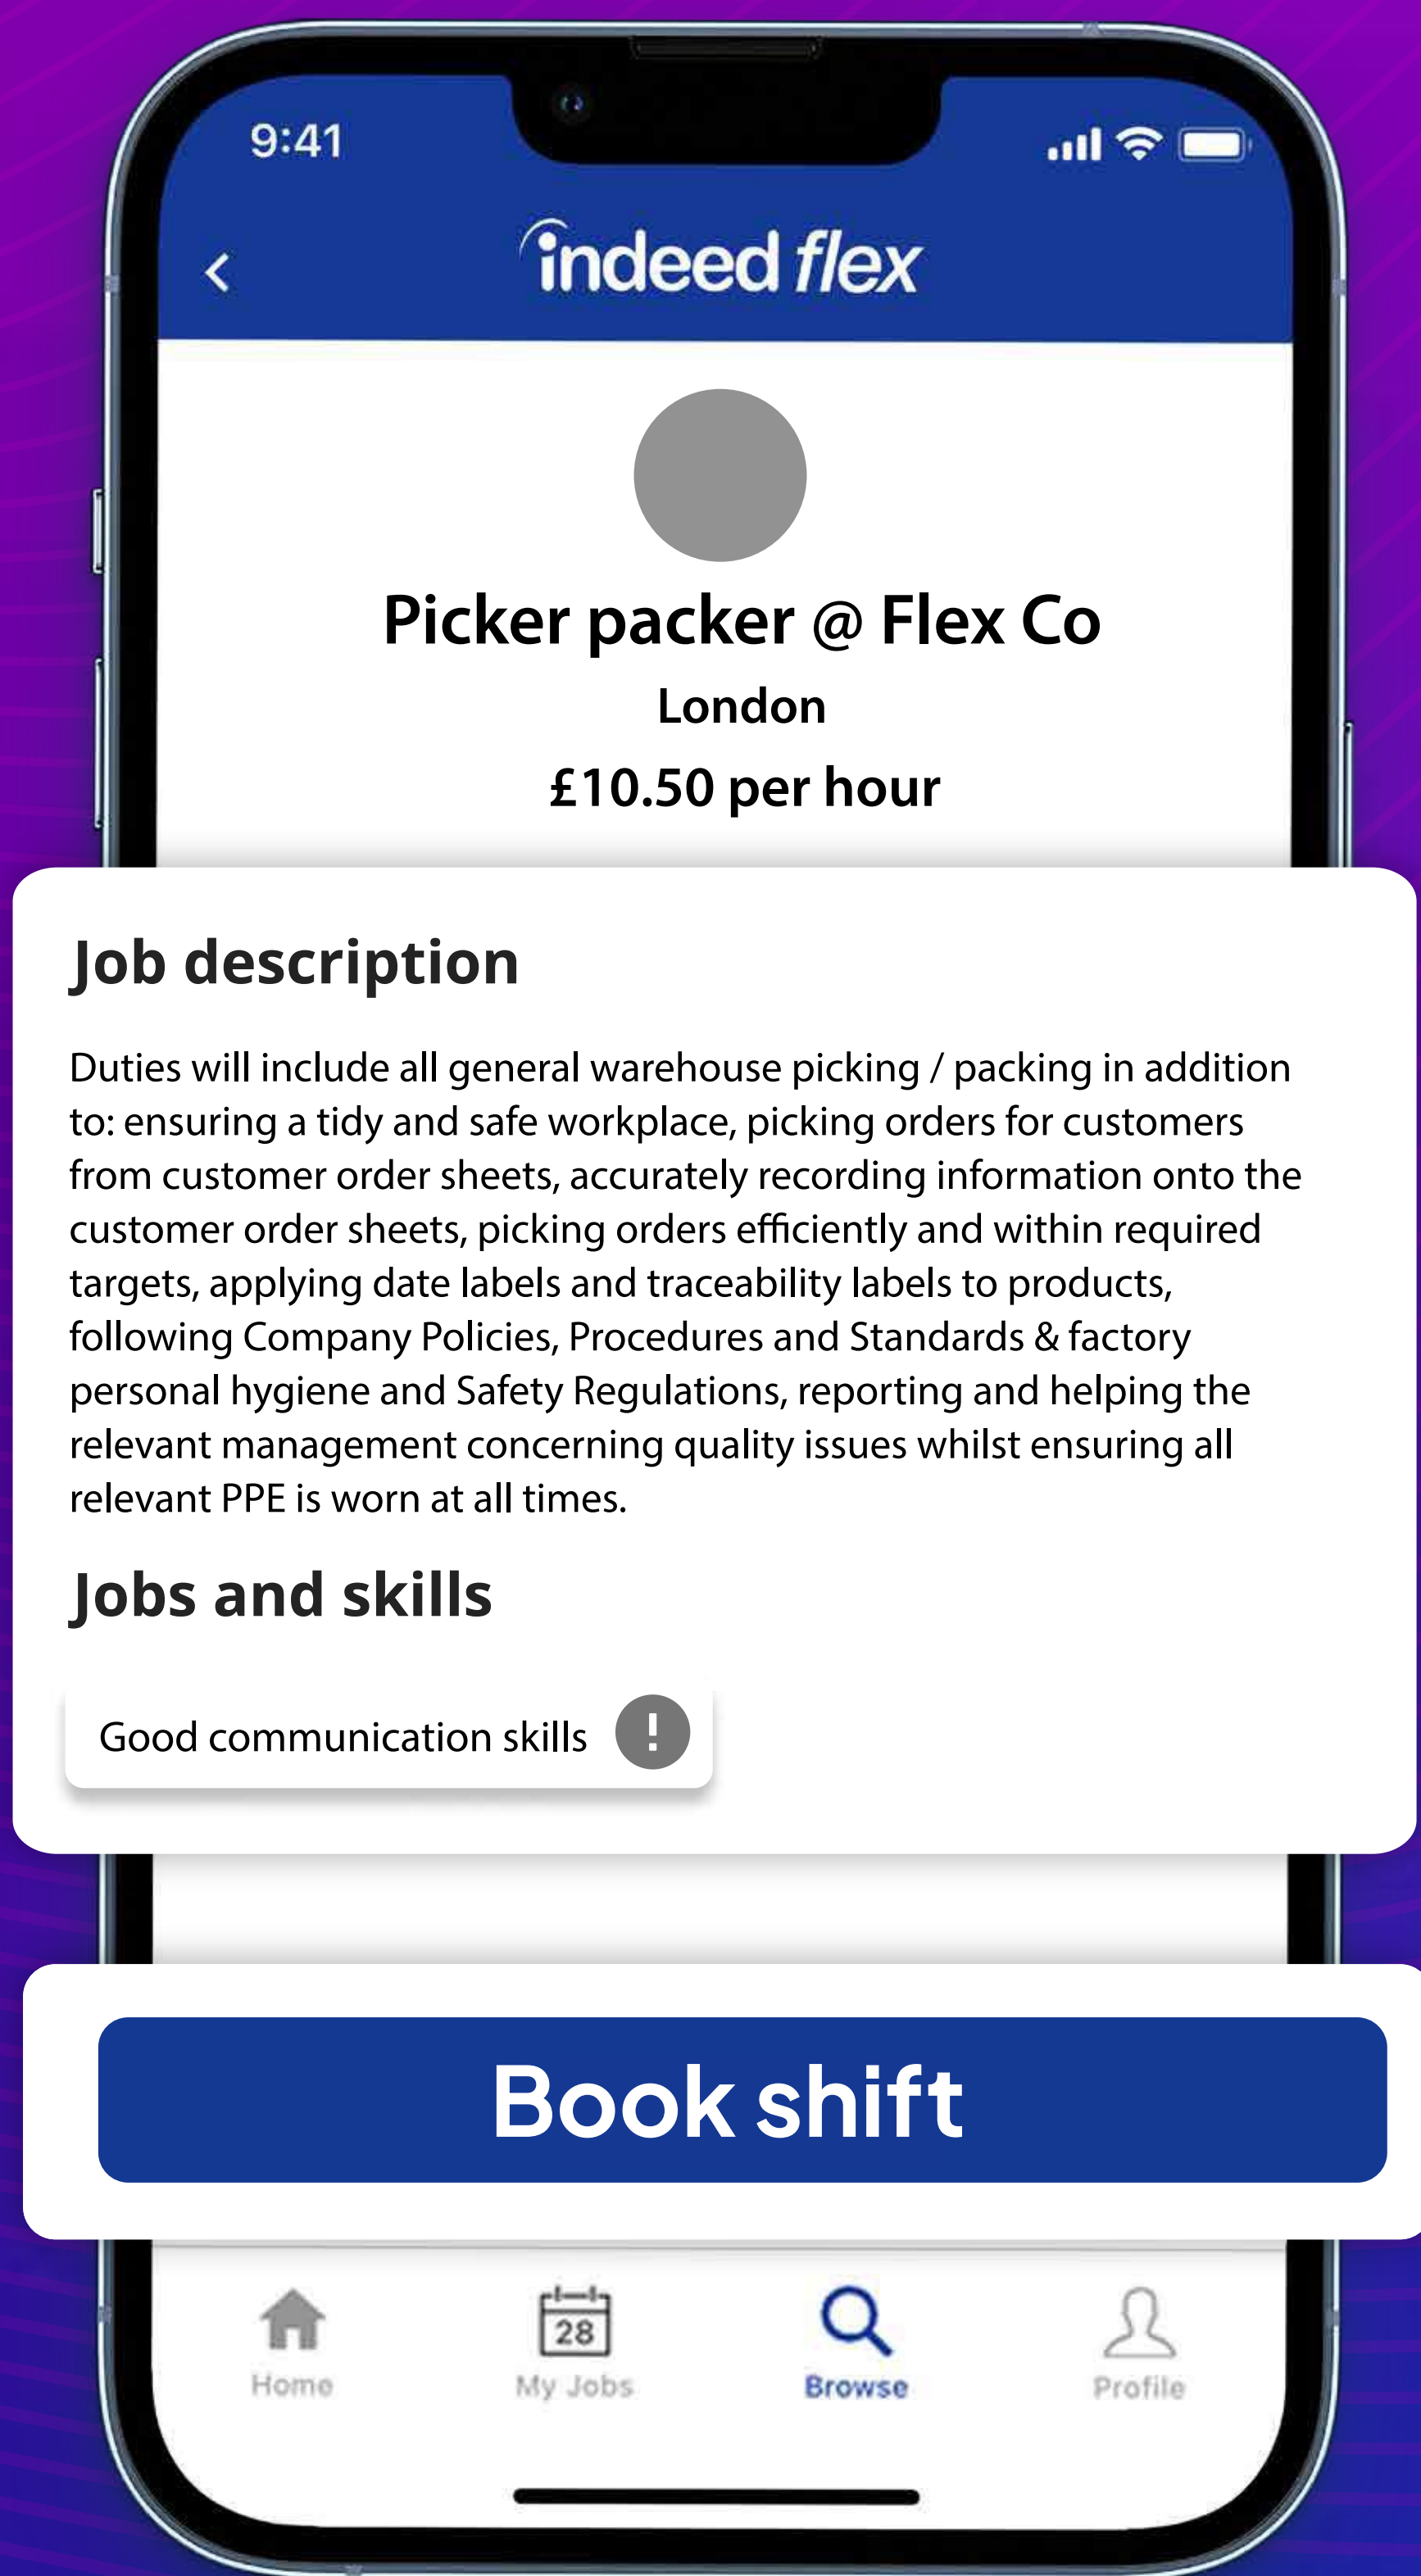 9:41
indeed flex
Picker packer @ Flex Co
London
£10.50 per hour
Job description
Duties will include all general warehouse picking / packing in addition
to: ensuring a tidy and safe workplace, picking orders for customers
from customer order sheets, accurately recording information onto the
customer order sheets, picking orders efficiently and within required
targets, applying date labels and traceability labels to products,
following Company Policies, Procedures and Standards & factory
personal hygiene and Safety Regulations, reporting and helping the
relevant management concerning quality issues whilst ensuring all
relevant PPE is worn at all times.
Jobs and skills
Good communication skills !
Book shift
28
Home My Jobs Browse Profile